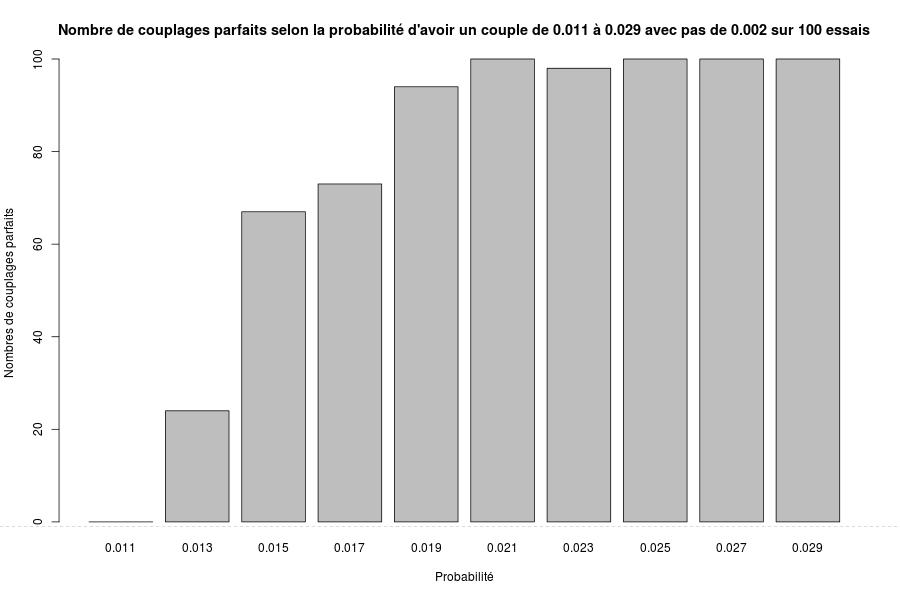 Nombre de couplages parfaits selon la probabilité d'avoir un couple de 0.011 à 0.029 avec pas de 0.002 sur 100 essais
Nombres de couplages parfaits
100
80
60
40
20
0
0.011 0.013 0.015 0.017 0.019 0.021 0.023 0.025 0.027 0.029
Probabilité